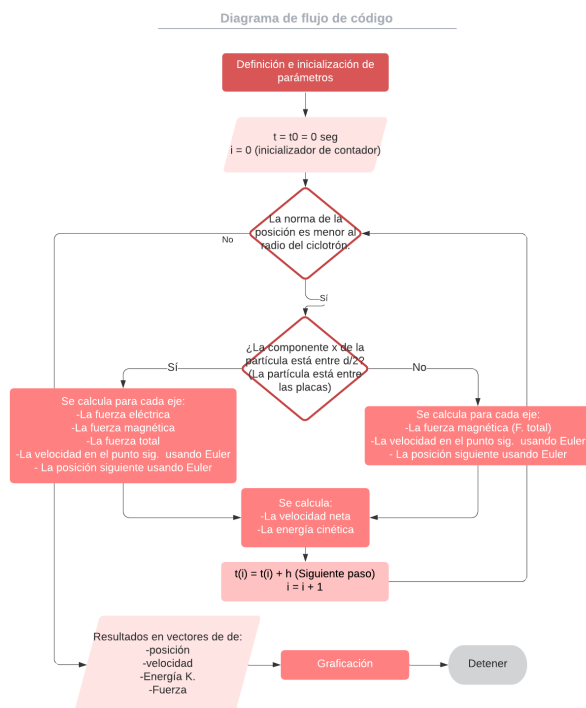 Diagrama de flujo de código
Definición e inicialización de
parámetros
t = t0 = 0 seg
i = 0 (inicializador de contador)
La norma de la
posición es menor al
radio del ciclotrón.
No
Sí
¿La componente x de la
partícula está entre d/2?
(La partícula está entre
las placas)
Sí
No
Se calcula para cada eje:
-La fuerza eléctrica
-La fuerza magnética
-La fuerza total
-La velocidad en el punto sig. usando Euler
- La posición siguiente usando Euler
Se calcula para cada eje:
-La fuerza magnética (F. total)
-La velocidad en el punto sig. usando Euler
- La posición siguiente usando Euler
Se calcula:
-La velocidad neta
-La energía cinética
t(i) = t(i) + h (Siguiente paso)
i = i + 1
Resultados en vectores de de:
-posición
-velocidad
-Energía K.
-Fuerza
Graficación
Detener